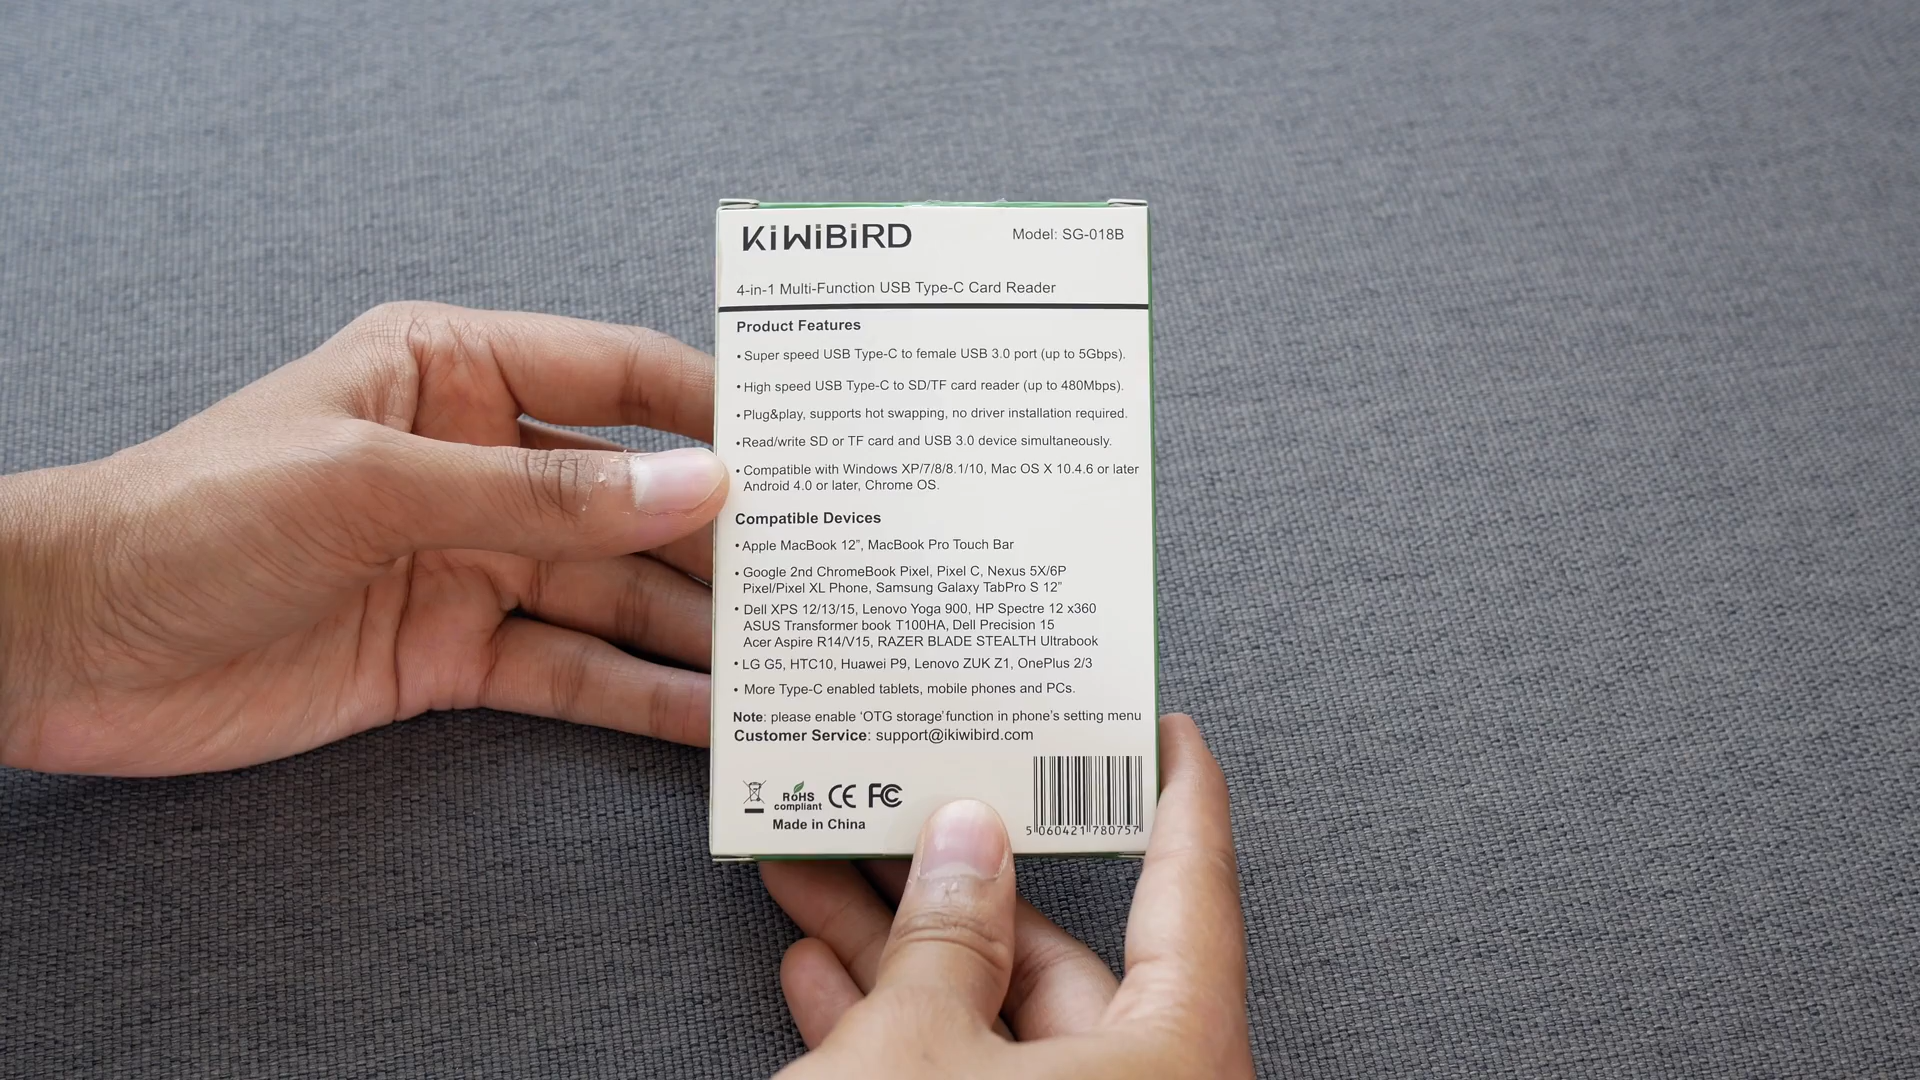 KiWiBiRD
Model: SG-018B
4-in-1 Multi-Function USB Type-C Card Reader
Product Features
• Super speed USB Type-C to female USB 3.0 port (up to 5Gbps).
• High speed USB Type-C to SD/TF card reader (up to 480Mbps).
• Plug&play, supports hot swapping, no driver installation required.
• Read/write SD or TF card and USB 3.0 device simultaneously.
• Compatible with Windows XP/7/8/8.1/10, Mac OS X 10.4.6 or later
Android 4.0 or later, Chrome OS.
Compatible Devices
• Apple MacBook 12”, MacBook Pro Touch Bar
• Google 2nd ChromeBook Pixel, Pixel C, Nexus 5X/6P
Pixel/Pixel XL Phone, Samsung Galaxy TabPro S 12”
• Dell XPS 12/13/15, Lenovo Yoga 900, HP Spectre 12 x360
ASUS Transformer book T100HA, Dell Precision 15
Acer Aspire R14/V15, RAZER BLADE STEALTH Ultrabook
• LG G5, HTC10, Huawei P9, Lenovo ZUK Z1, OnePlus 2/3
• More Type-C enabled tablets, mobile phones and PCs.
Note: please enable ‘OTG storage’ function in phone’s setting menu
Customer Service: support@ikiwibird.com
RoHS
compliant
CE FC
Made in China
5 060421 780757